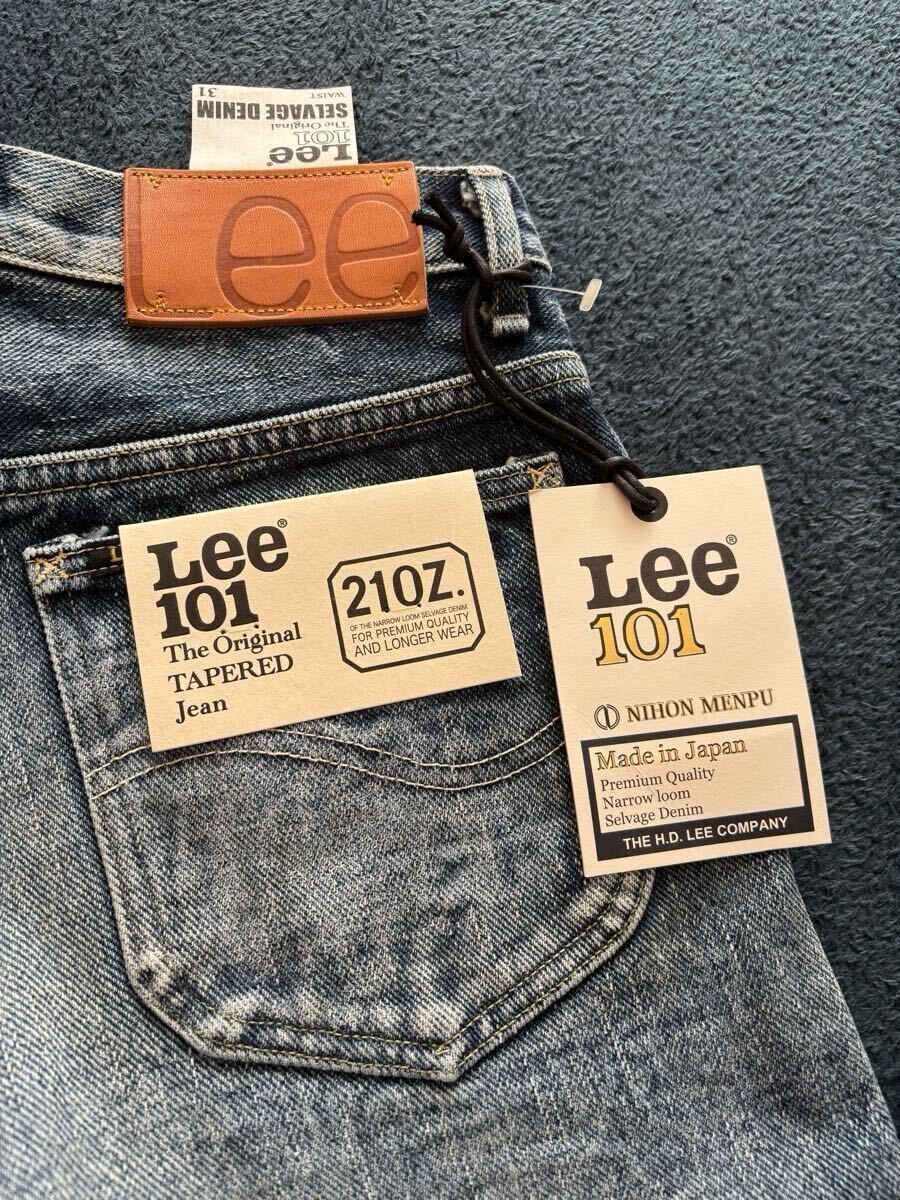 Lee®
101
The Original
SELVAGE DENIM
WAIST 31
Lee
Lee®
101
The Original
TAPERED
Jean
21OZ.
OF THE NARROW LOOM SELVAGE DENIM
FOR PREMIUM QUALITY
AND LONGER WEAR
Lee®
101
NIHON MENPU
Made in Japan
Premium Quality
Narrow loom
Selvage Denim
THE H.D. LEE COMPANY